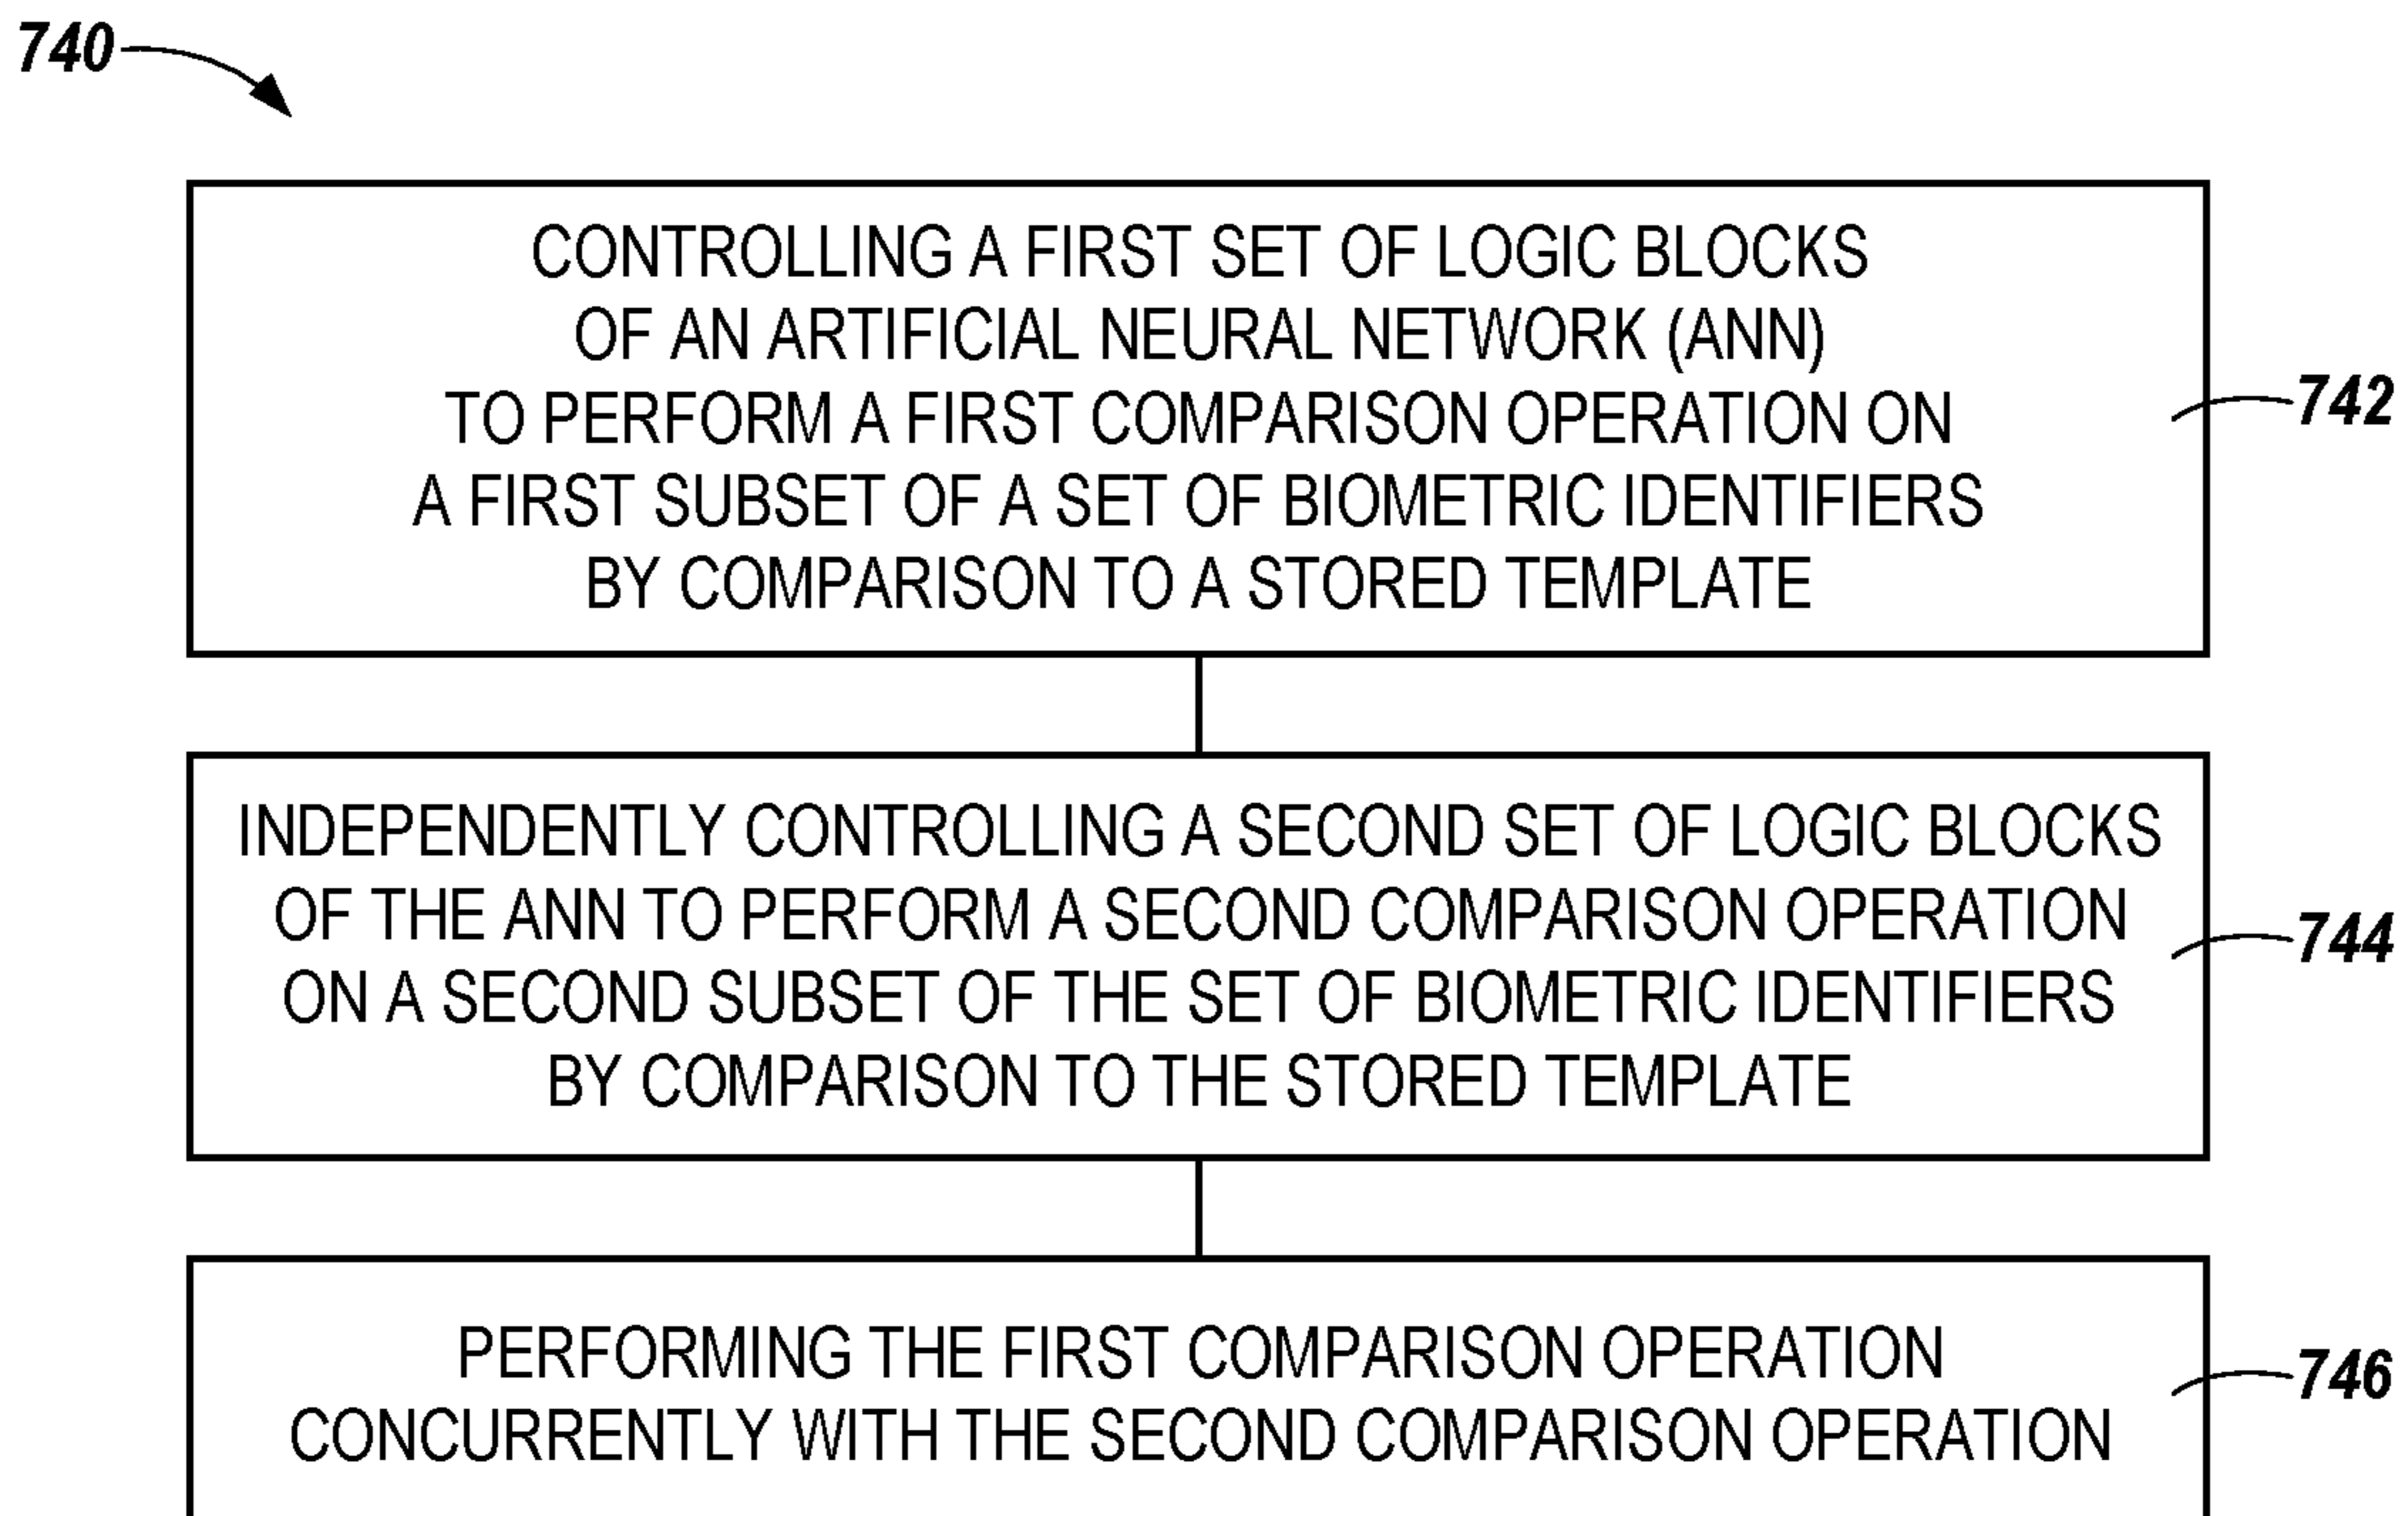 740
CONTROLLING A FIRST SET OF LOGIC BLOCKS
OF AN ARTIFICIAL NEURAL NETWORK (ANN)
TO PERFORM A FIRST COMPARISON OPERATION ON
A FIRST SUBSET OF A SET OF BIOMETRIC IDENTIFIERS
BY COMPARISON TO A STORED TEMPLATE
742
INDEPENDENTLY CONTROLLING A SECOND SET OF LOGIC BLOCKS
OF THE ANN TO PERFORM A SECOND COMPARISON OPERATION
ON A SECOND SUBSET OF THE SET OF BIOMETRIC IDENTIFIERS
BY COMPARISON TO THE STORED TEMPLATE
744
PERFORMING THE FIRST COMPARISON OPERATION
CONCURRENTLY WITH THE SECOND COMPARISON OPERATION
746